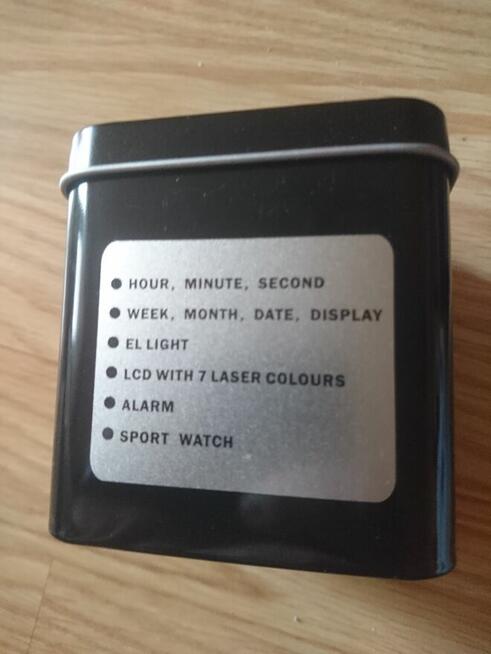 ● HOUR, MINUTE, SECOND
● WEEK, MONTH, DATE, DISPLAY
● EL LIGHT
● LCD WITH 7 LASER COLOURS
● ALARM
● SPORT WATCH